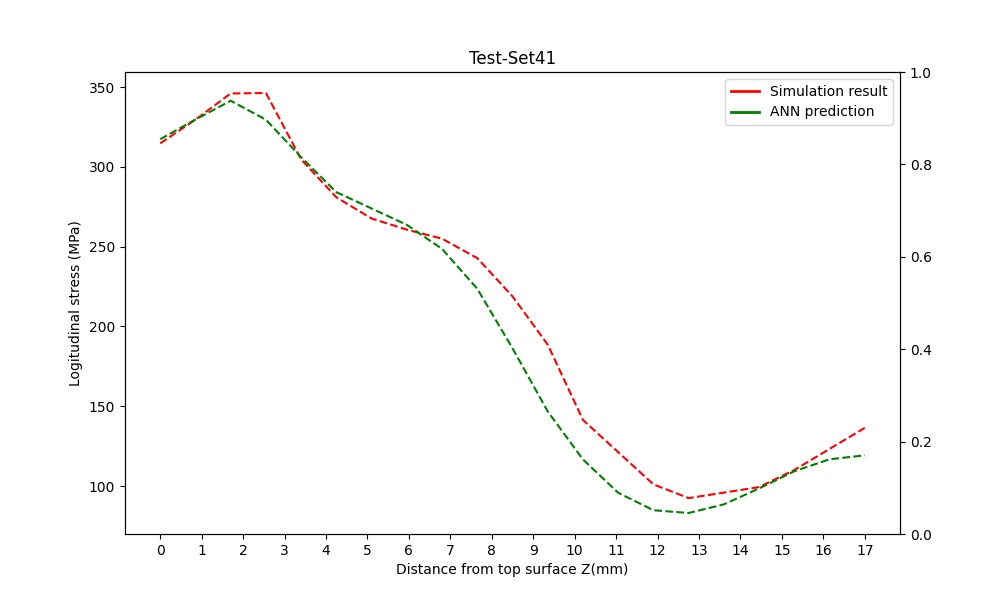 Test-Set41
Simulation result
ANN prediction
Logitudinal stress (MPa)
350
300
250
200
150
100
1.0
0.8
0.6
0.4
0.2
0.0
0 1 2 3 4 5 6 7 8 9 10 11 12 13 14 15 16 17
Distance from top surface Z(mm)